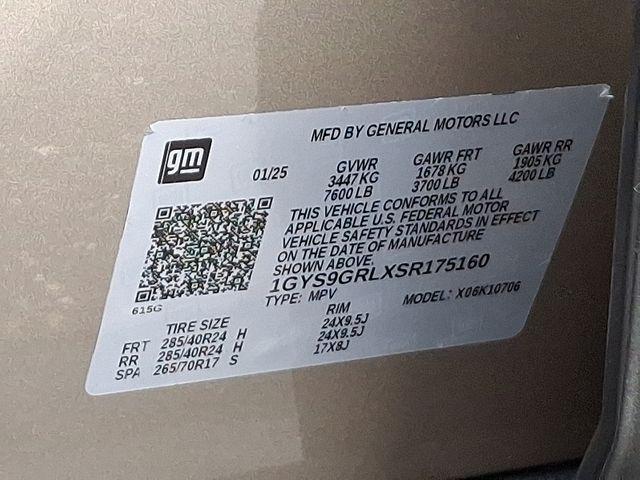 gm
MFD BY GENERAL MOTORS LLC
01/25
GVWR GAWR FRT GAWR RR
3447 KG 1678 KG 1905 KG
7600 LB 3700 LB 4200 LB
THIS VEHICLE CONFORMS TO ALL
APPLICABLE U.S. FEDERAL MOTOR
VEHICLE SAFETY STANDARDS IN EFFECT
ON THE DATE OF MANUFACTURE
SHOWN ABOVE.
1GYS9GRLXSR175160
TYPE: MPV MODEL: X06K10706
615G
TIRE SIZE RIM
FRT 285/40R24 H 24X9.5J
RR 285/40R24 H 24X9.5J
SPA 265/70R17 S 17X8J